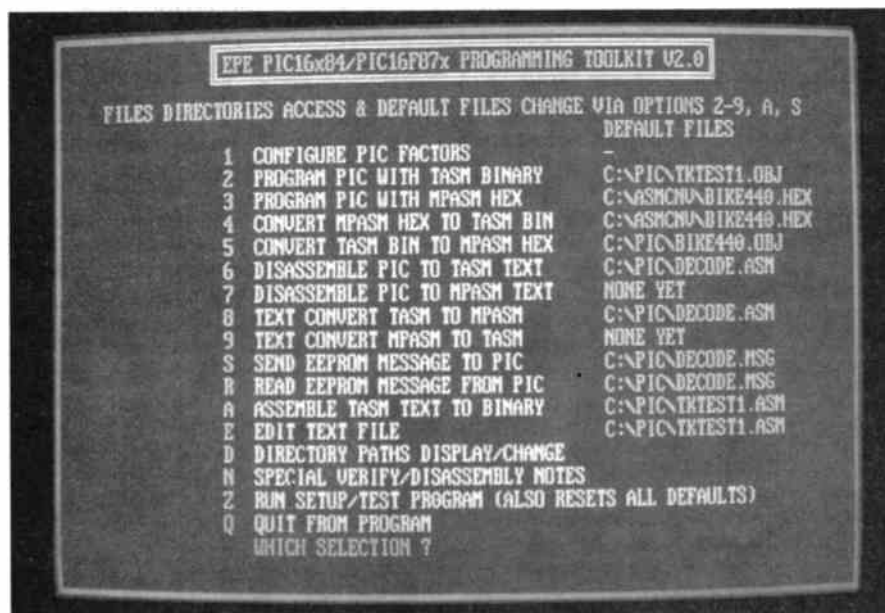 EPE PIC16x84/PIC16F87x PROGRAMMING TOOLKIT V2.0
FILES DIRECTORIES ACCESS & DEFAULT FILES CHANGE VIA OPTIONS 2-9, A, S
DEFAULT FILES
1 CONFIGURE PIC FACTORS -
2 PROGRAM PIC WITH TASM BINARY C:\PIC\TKTEST1.OBJ
3 PROGRAM PIC WITH MPASM HEX C:\ASMCNV\BIKE440.HEX
4 CONVERT MPASM HEX TO TASM BIN C:\ASMCNV\BIKE440.HEX
5 CONVERT TASM BIN TO MPASM HEX C:\PIC\BIKE440.OBJ
6 DISASSEMBLE PIC TO TASM TEXT C:\PIC\DECODE.ASM
7 DISASSEMBLE PIC TO MPASM TEXT NONE YET
8 TEXT CONVERT TASM TO MPASM C:\PIC\DECODE.ASM
9 TEXT CONVERT MPASM TO TASM NONE YET
S SEND EEPROM MESSAGE TO PIC C:\PIC\DECODE.MSG
R READ EEPROM MESSAGE FROM PIC C:\PIC\DECODE.MSG
A ASSEMBLE TASM TEXT TO BINARY C:\PIC\TKTEST1.ASM
E EDIT TEXT FILE C:\PIC\TKTEST1.ASM
D DIRECTORY PATHS DISPLAY/CHANGE
N SPECIAL VERIFY/DISASSEMBLY NOTES
Z RUN SETUP/TEST PROGRAM (ALSO RESETS ALL DEFAULTS)
Q QUIT FROM PROGRAM
WHICH SELECTION ?